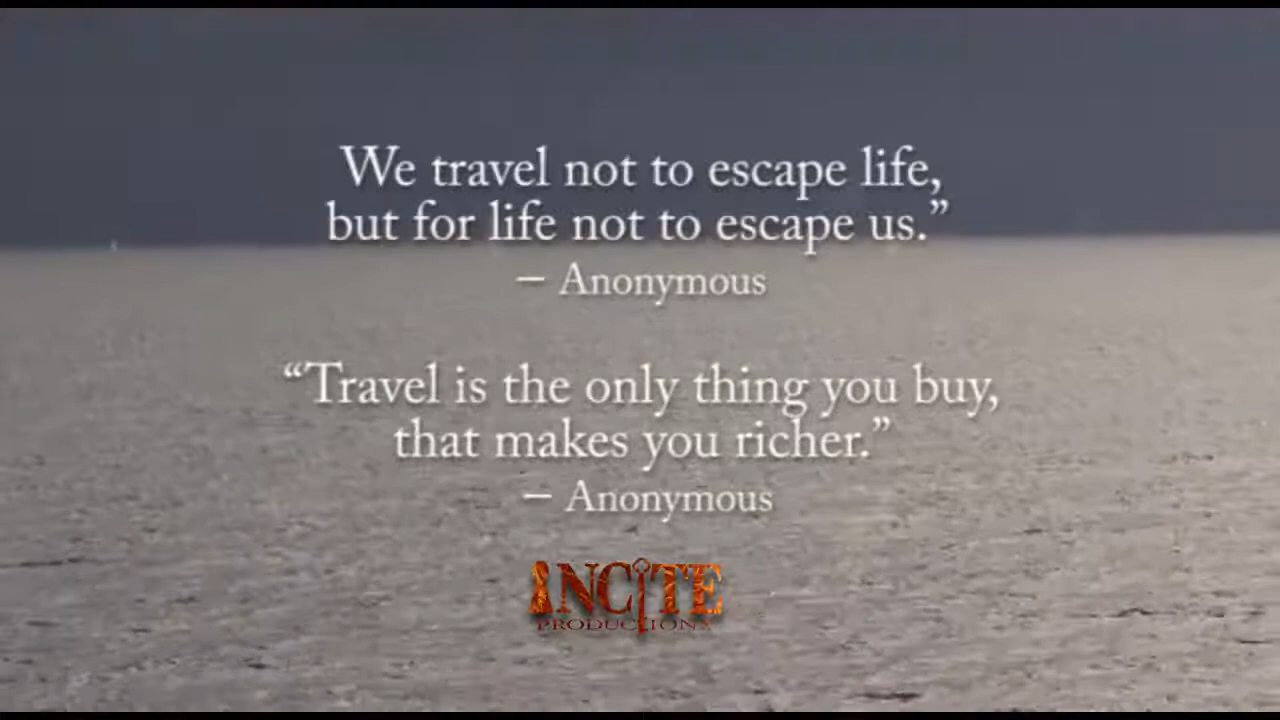 We travel not to escape life,
but for life not to escape us.”
— Anonymous
“Travel is the only thing you buy,
that makes you richer.”
— Anonymous
INCITE
PRODUCTIONS